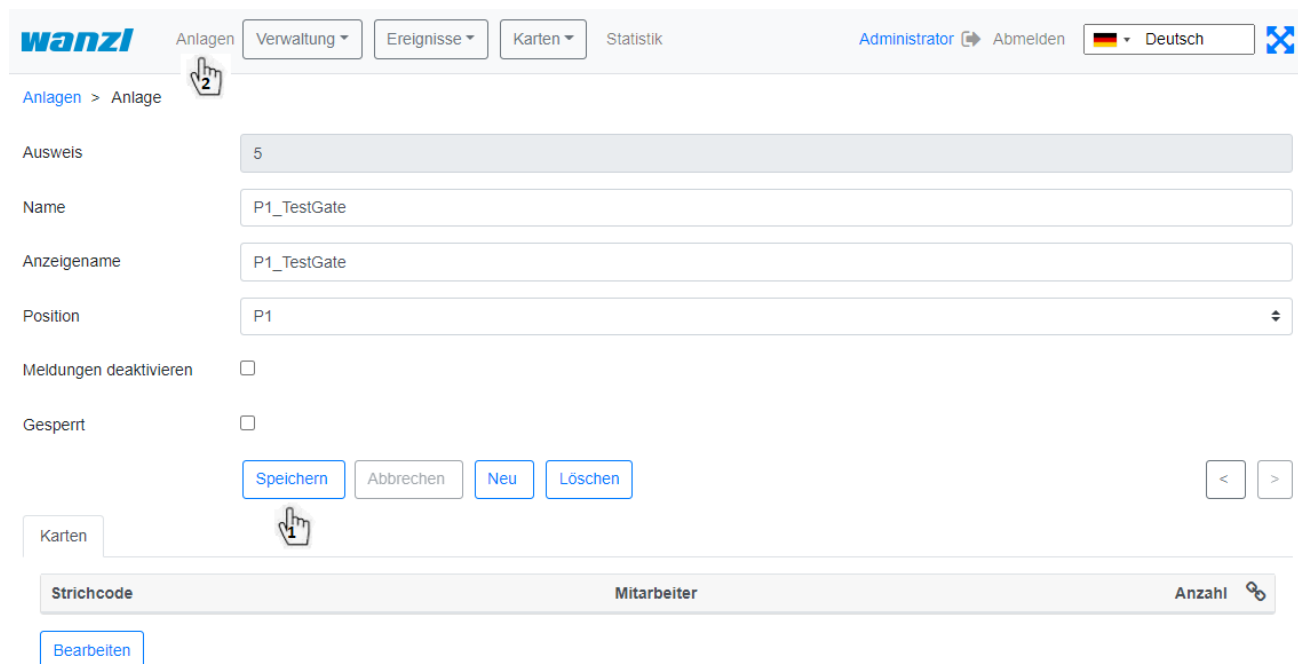 wanzl Anlagen Verwaltung Ereignisse Karten Statistik Administrator Abmelden Deutsch
2
Anlagen > Anlage
Ausweis 5
Name P1_TestGate
Anzeigename P1_TestGate
Position P1
Meldungen deaktivieren
Gesperrt
Speichern Abbrechen Neu Löschen < >
1
Karten
Strichcode Mitarbeiter Anzahl
Bearbeiten